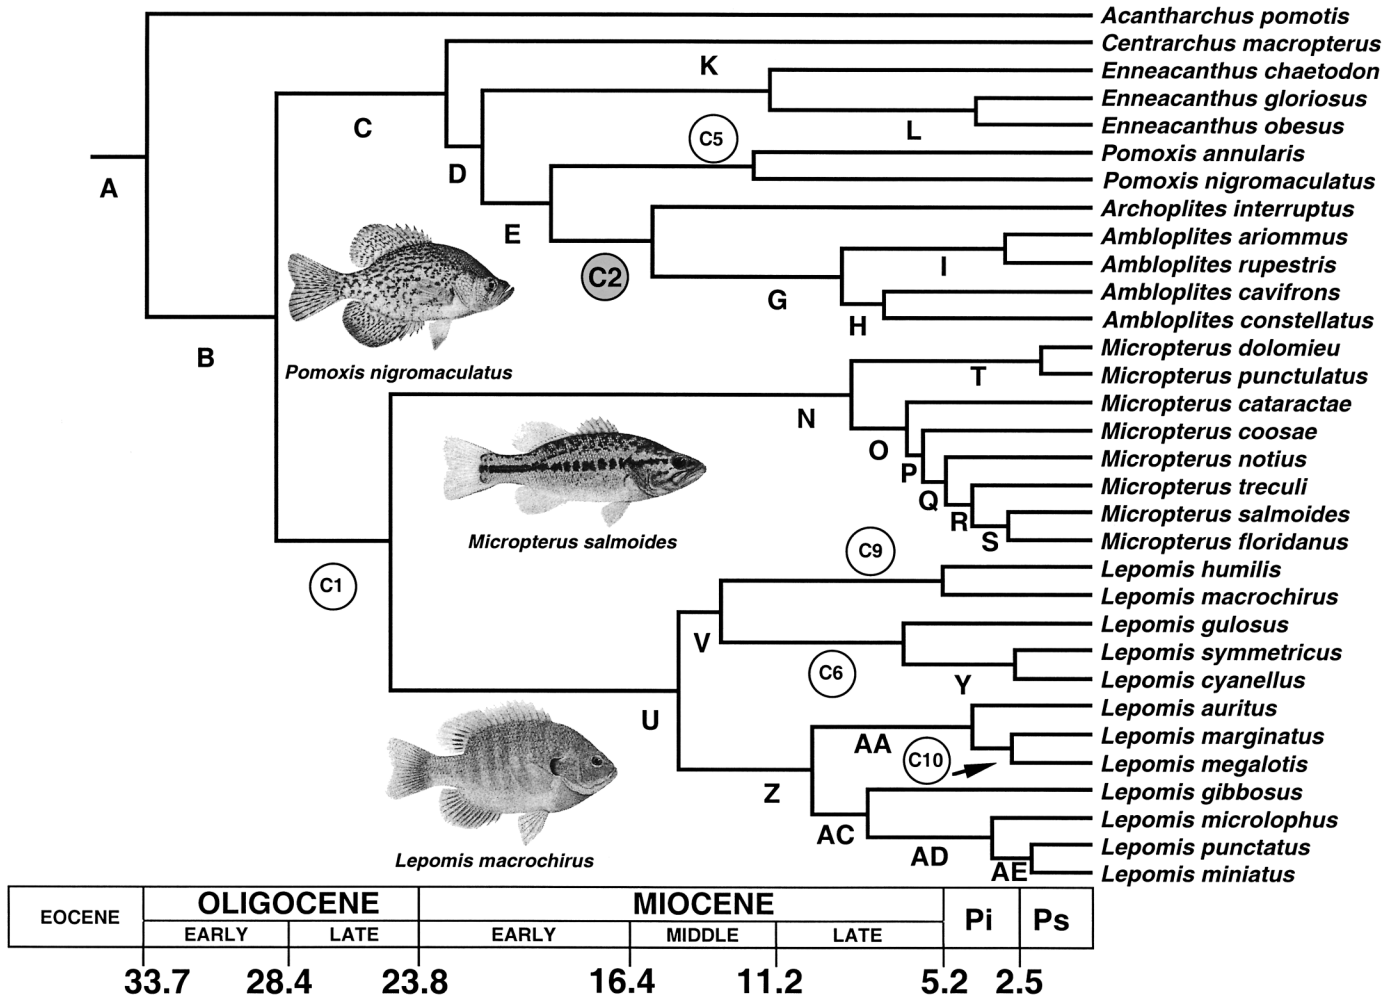 Acantharchus pomotis
Centrarchus macropterus
K
Enneacanthus chaetodon
Enneacanthus gloriosus
C
L
Enneacanthus obesus
C5
Pomoxis annularis
A
D
Pomoxis nigromaculatus
Archoplites interruptus
E
Ambloplites ariommus
I
Ambloplites rupestris
C2
G
Ambloplites cavifrons
H
Ambloplites constellatus
B
Pomoxis nigromaculatus
Micropterus dolomieu
T
Micropterus punctulatus
N
Micropterus cataractae
O
Micropterus coosae
P
Micropterus notius
Q
Micropterus treculi
R
Micropterus salmoides
S
Micropterus salmoides
Micropterus floridanus
C9
Lepomis humilis
C1
Lepomis macrochirus
Lepomis gulosus
V
Lepomis symmetricus
C6
Y
Lepomis cyanellus
U
Lepomis auritus
AA
Lepomis marginatus
C10
Lepomis megalotis
Z
Lepomis gibbosus
AC
Lepomis microlophus
AD
Lepomis punctatus
Lepomis macrochirus
AE
Lepomis miniatus
EOCENE
OLIGOCENE
MIOCENE
Pi
Ps
EARLY
LATE
EARLY
MIDDLE
LATE
33.7 28.4 23.8 16.4 11.2 5.2 2.5